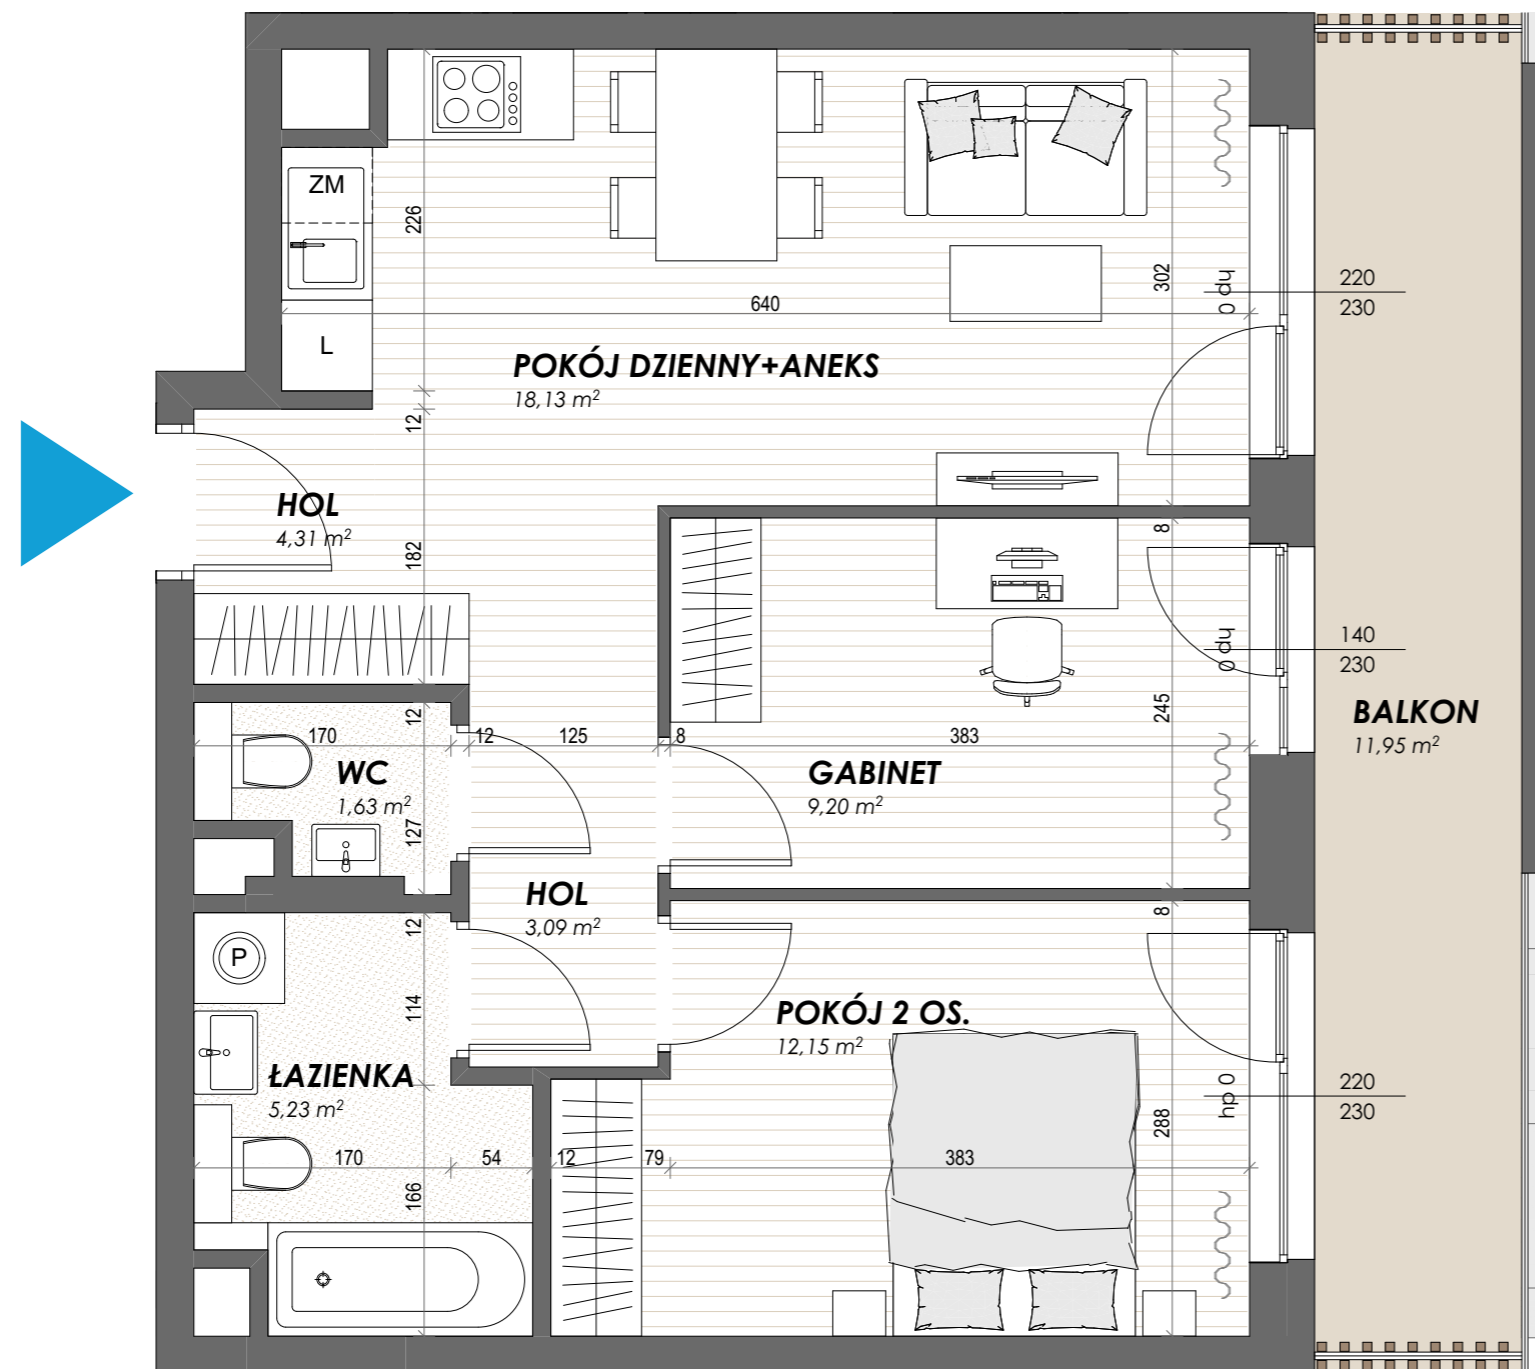 ZM
226
L
640
302
hp 0
220
230
POKÓJ DZIENNY+ANEKS
18,13 m²
12
HOL
4,31 m²
182
8
hp 0
140
230
245
BALKON
11,95 m²
12
170
12
125
8
383
WC
1,63 m²
127
GABINET
9,20 m²
HOL
3,09 m²
12
8
P
114
POKÓJ 2 OS.
12,15 m²
ŁAZIENKA
5,23 m²
hp 0
220
230
288
170
54
12
79
383
166